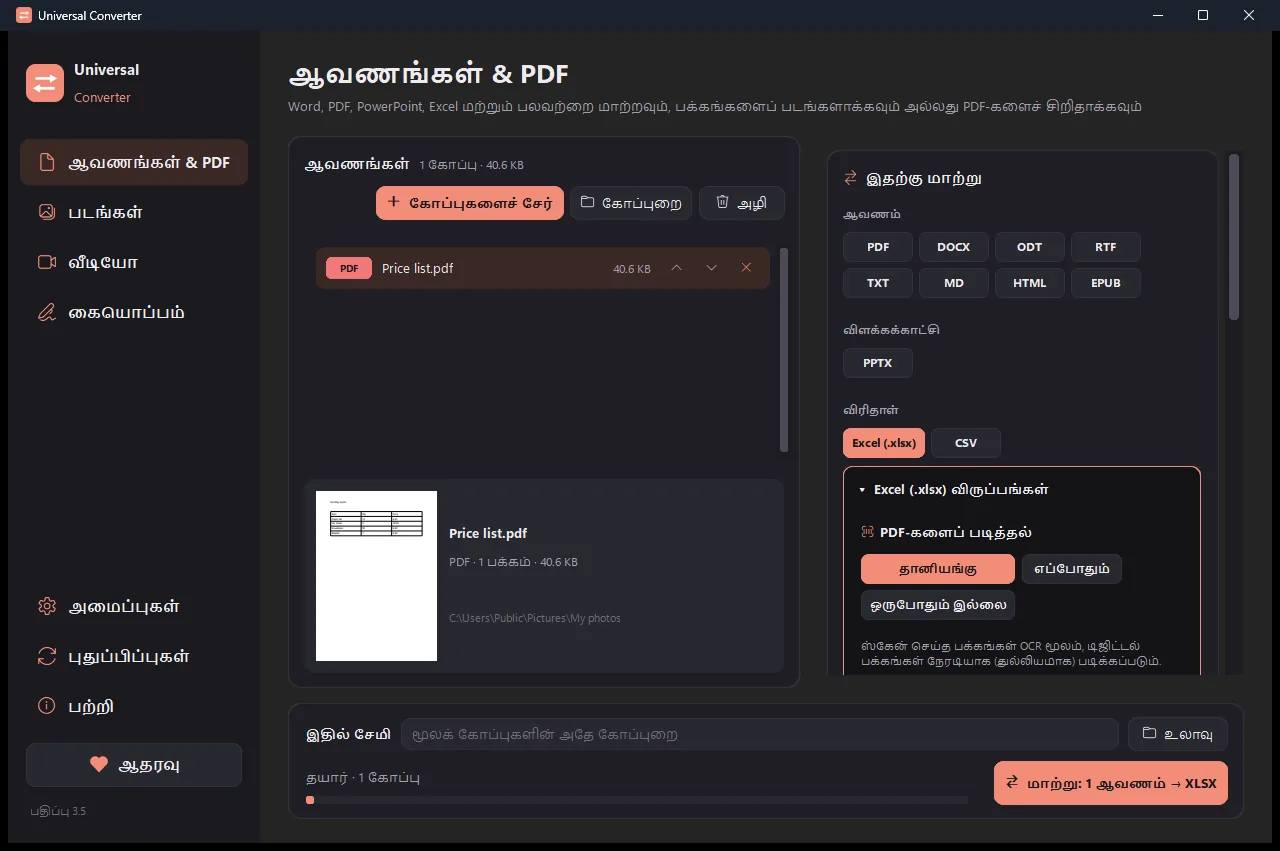 Universal Converter
Universal
Converter
ஆவணங்கள் & PDF
படங்கள்
வீடியோ
கையொப்பம்
அமைப்புகள்
புதுப்பிப்புகள்
பற்றி
ஆதரவு
பதிப்பு 3.5
ஆவணங்கள் & PDF
Word, PDF, PowerPoint, Excel மற்றும் பலவற்றை மாற்றவும், பக்கங்களைப் படங்களாக்கவும் அல்லது PDF-களைச் சிறிதாக்கவும்
ஆவணங்கள் 1 கோப்பு · 40.6 KB
கோப்புகளைச் சேர் கோப்புறை அழி
PDF Price list.pdf 40.6 KB
Price list.pdf
PDF · 1 பக்கம் · 40.6 KB
C:\Users\Public\Pictures\My photos
இதற்கு மாற்று
ஆவணம்
PDF DOCX ODT RTF
TXT MD HTML EPUB
விளக்கக்காட்சி
PPTX
விரிதாள்
Excel (.xlsx) CSV
Excel (.xlsx) விருப்பங்கள்
PDF-களைப் படித்தல்
தானியங்கு எப்போதும்
ஒருபோதும் இல்லை
ஸ்கேன் செய்த பக்கங்கள் OCR மூலம், டிஜிட்டல்
பக்கங்கள் நேரடியாக (துல்லியமாக) படிக்கப்படும்.
இதில் சேமி மூலக் கோப்புகளின் அதே கோப்புறை உலாவு
தயார் · 1 கோப்பு
மாற்று: 1 ஆவணம் → XLSX